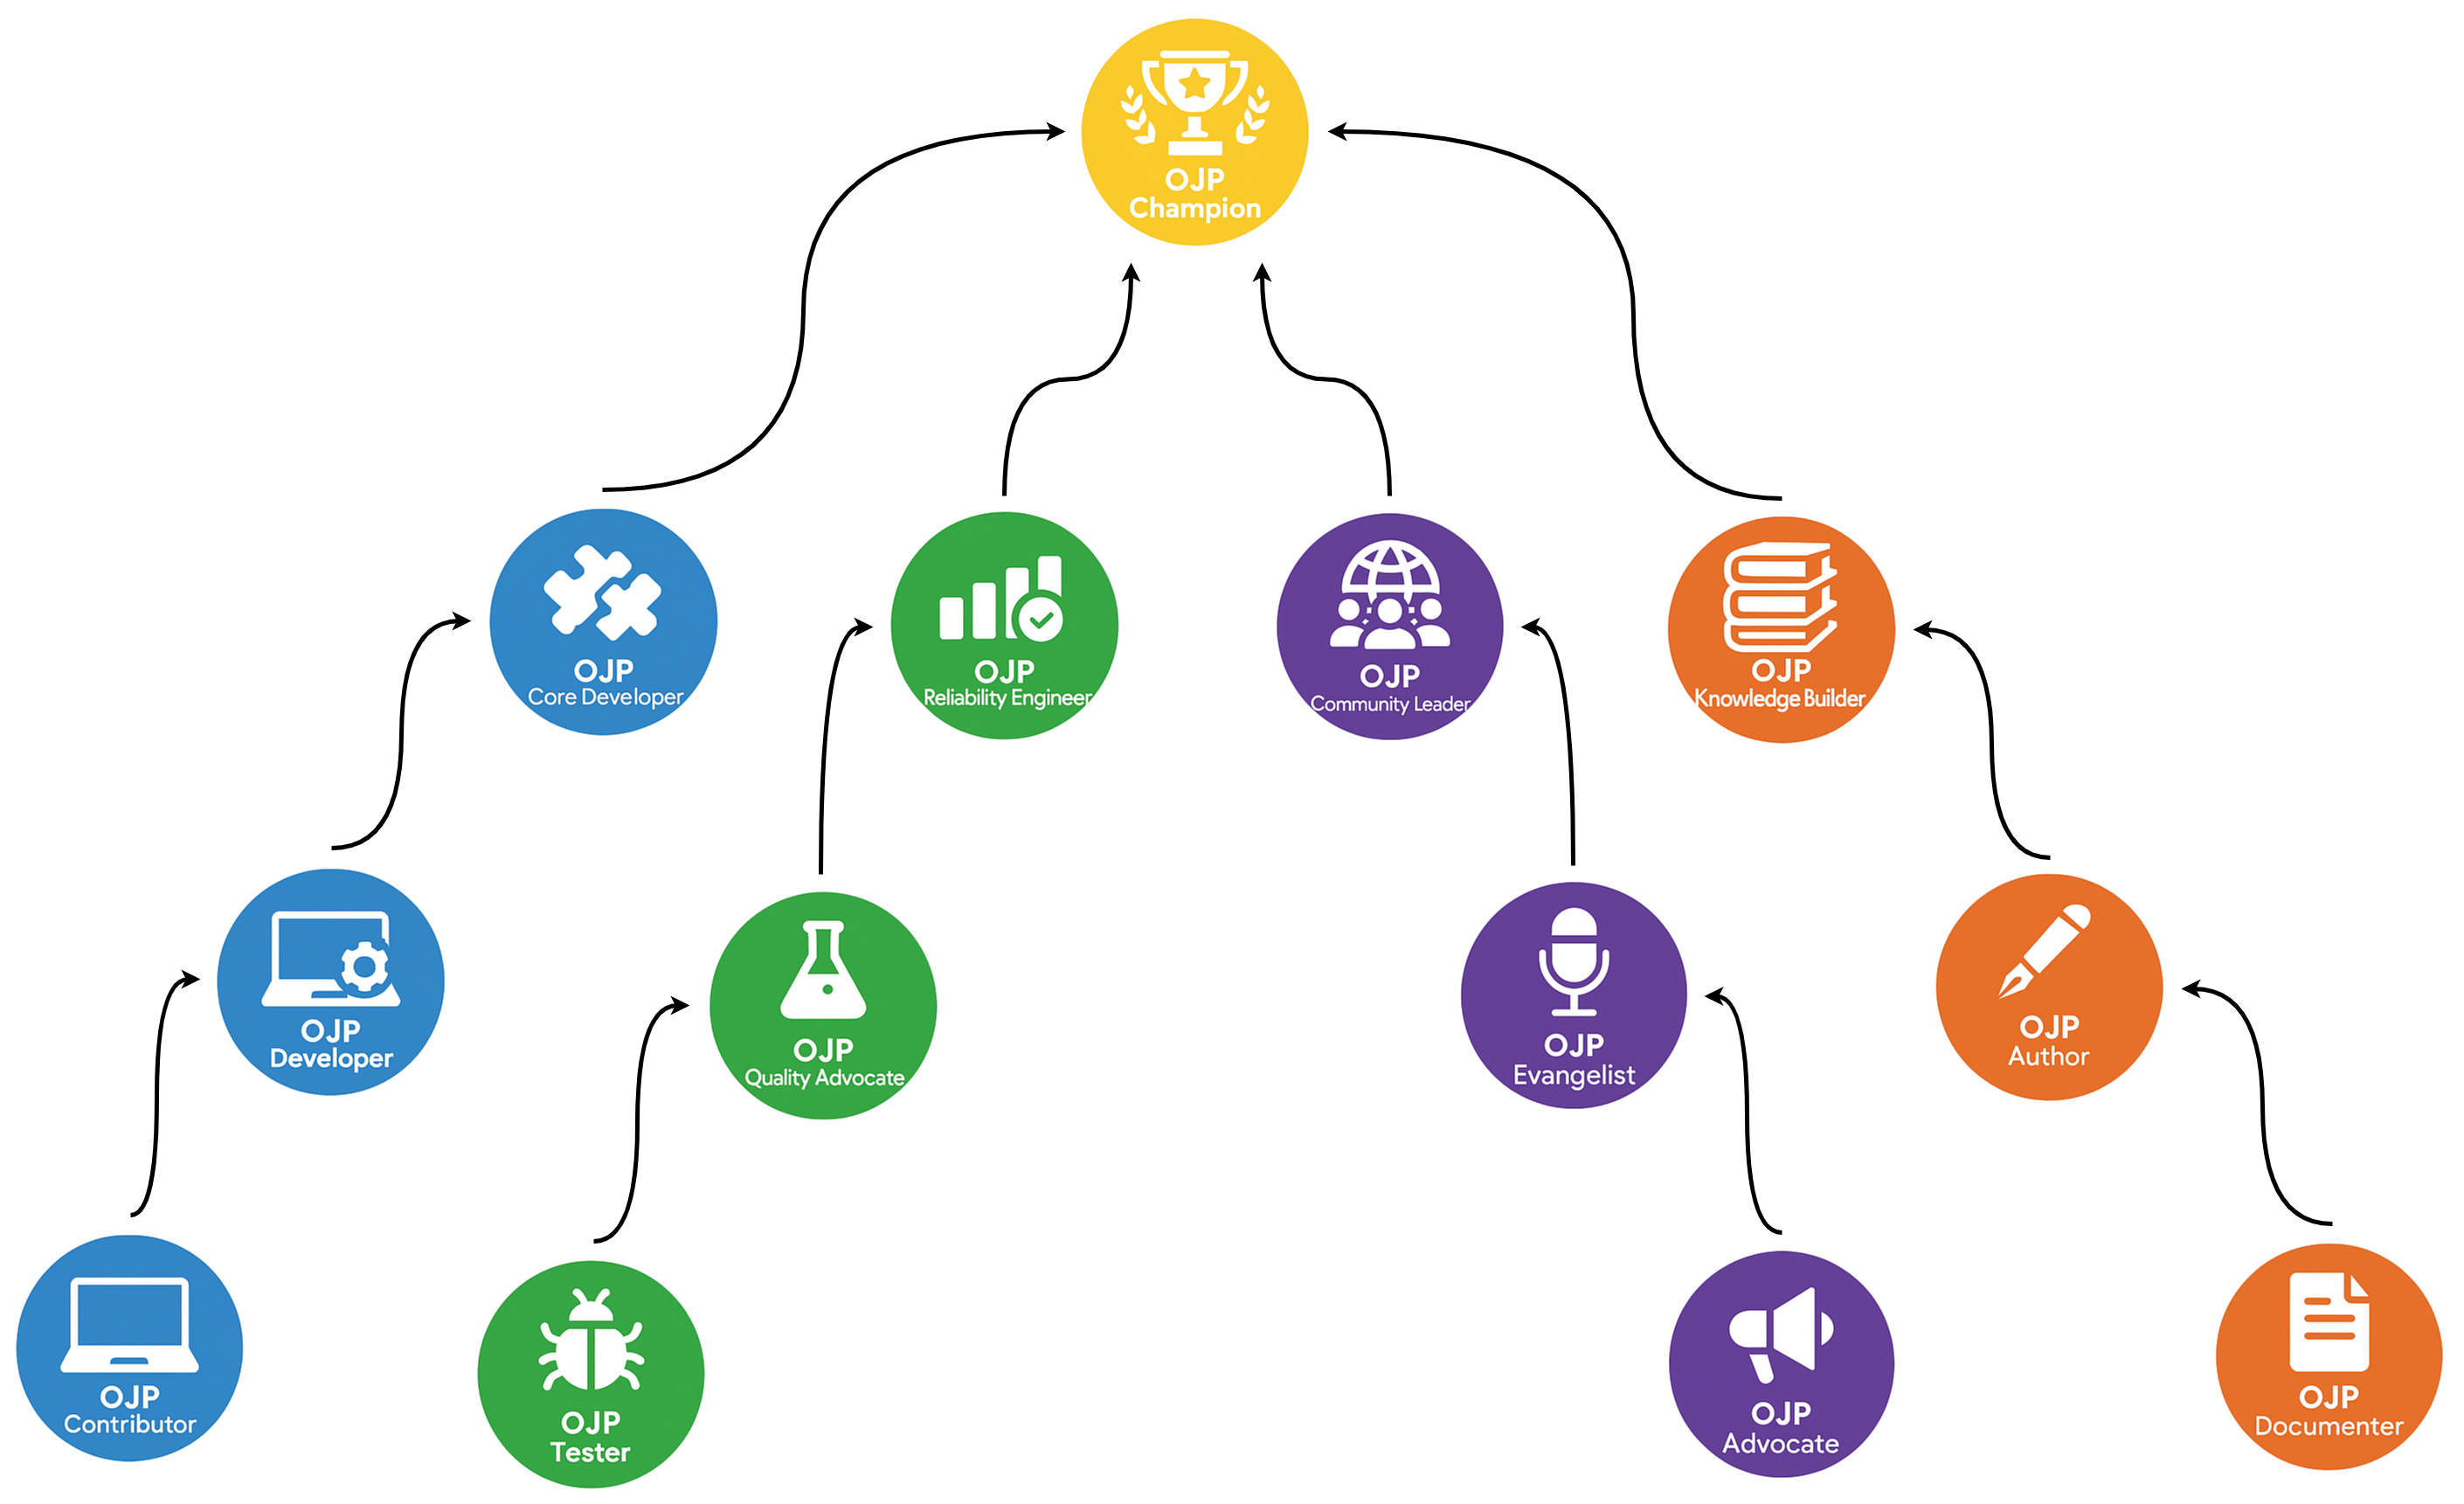 OJP
Champion
OJP
Core Developer
OJP
Reliability Engineer
OJP
Community Leader
OJP
Knowledge Builder
OJP
Developer
OJP
Quality Advocate
OJP
Evangelist
OJP
Author
OJP
Contributor
OJP
Tester
OJP
Advocate
OJP
Documenter